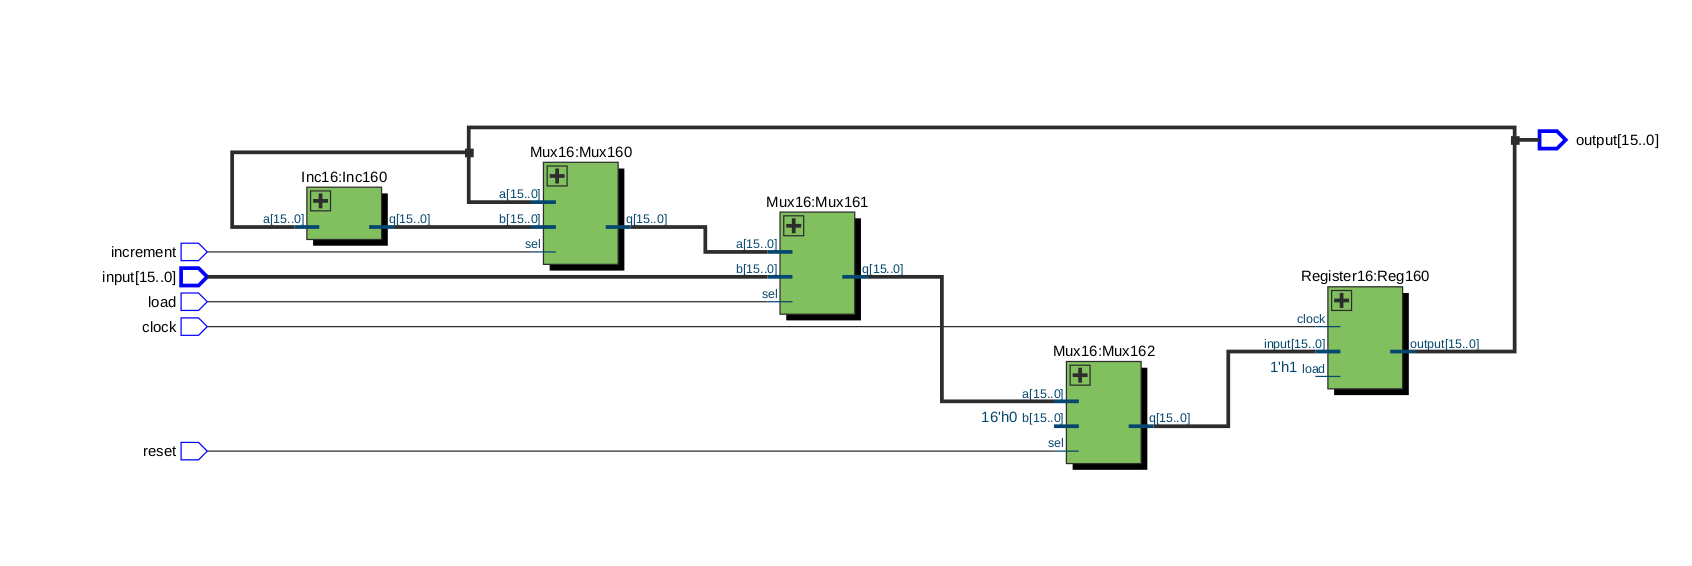 Mux16:Mux160
output[15..0]
Inc16:Inc160
a[15..0]
q[15..0]
a[15..0]
b[15..0]
sel
q[15..0]
Mux16:Mux161
a[15..0]
b[15..0]
sel
q[15..0]
increment
input[15..0]
load
clock
Register16:Reg160
clock
input[15..0]
1'h1 load
output[15..0]
Mux16:Mux162
a[15..0]
16'h0 b[15..0]
sel
q[15..0]
reset